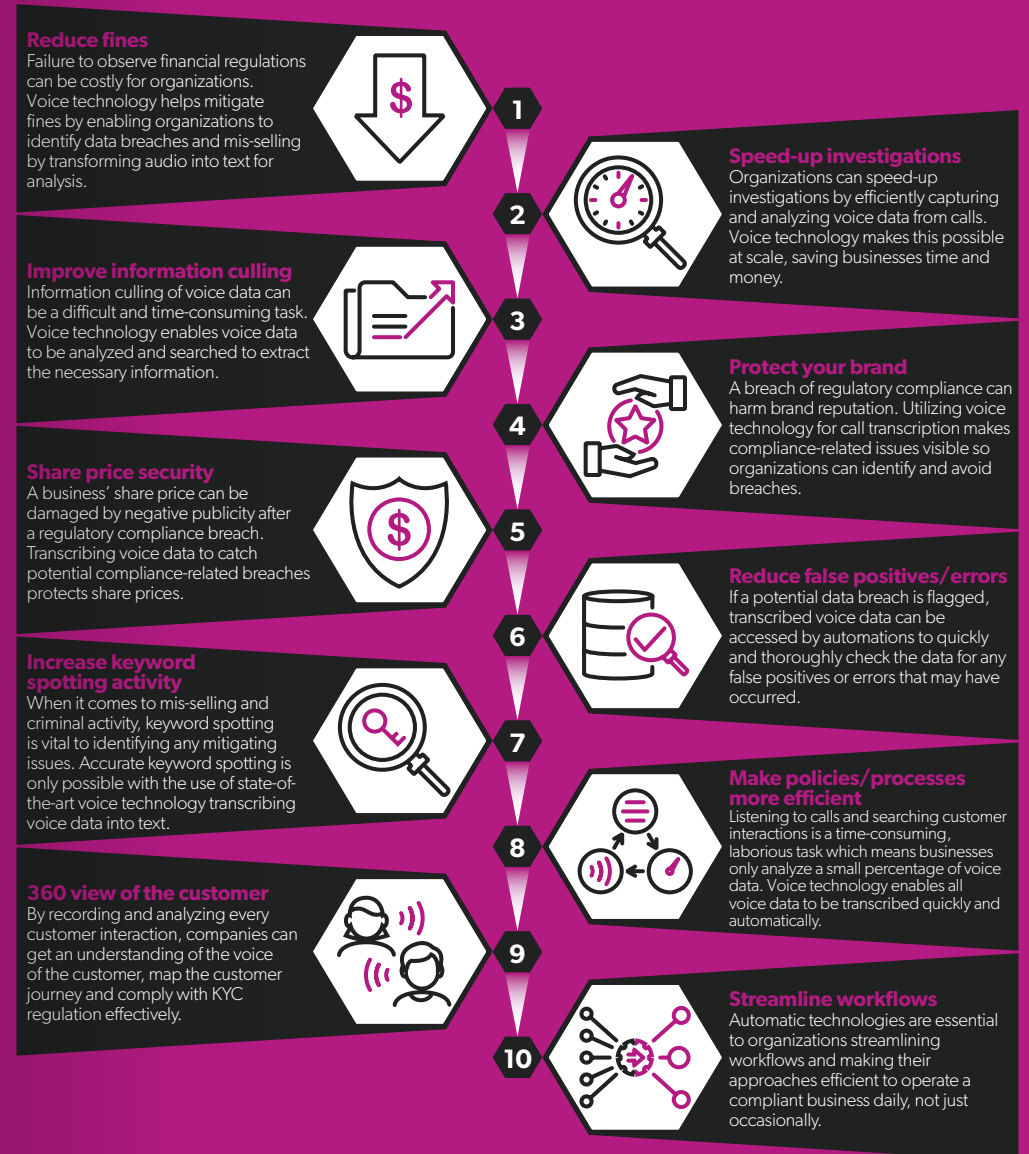 Reduce fines
Failure to observe financial regulations
can be costly for organizations.
Voice technology helps mitigate
fines by enabling organizations to
identify data breaches and mis-selling
by transforming audio into text for
analysis.
$
1
Speed-up investigations
Organizations can speed-up
investigations by efficiently capturing
and analyzing voice data from calls.
Voice technology makes this possible
at scale, saving businesses time and
money.
2
Improve information culling
Information culling of voice data can
be a difficult and time-consuming task.
Voice technology enables voice data
to be analyzed and searched to extract
the necessary information.
3
Protect your brand
A breach of regulatory compliance can
harm brand reputation. Utilizing voice
technology for call transcription makes
compliance-related issues visible so
organizations can identify and avoid
breaches.
4
Share price security
A business’ share price can be
damaged by negative publicity after
a regulatory compliance breach.
Transcribing voice data to catch
potential compliance-related breaches
protects share prices.
$
5
Reduce false positives/errors
If a potential data breach is flagged,
transcribed voice data can be
accessed by automations to quickly
and thoroughly check the data for any
false positives or errors that may have
occurred.
6
Increase keyword
spotting activity
When it comes to mis-selling and
criminal activity, keyword spotting
is vital to identifying any mitigating
issues. Accurate keyword spotting is
only possible with the use of state-of-
the-art voice technology transcribing
voice data into text.
7
Make policies/processes
more efficient
Listening to calls and searching customer
interactions is a time-consuming,
laborious task which means businesses
only analyze a small percentage of voice
data. Voice technology enables all
voice data to be transcribed quickly and
automatically.
8
360 view of the customer
By recording and analyzing every
customer interaction, companies can
get an understanding of the voice
of the customer, map the customer
journey and comply with KYC
regulation effectively.
9
Streamline workflows
Automatic technologies are essential
to organizations streamlining
workflows and making their
approaches efficient to operate a
compliant business daily, not just
occasionally.
10